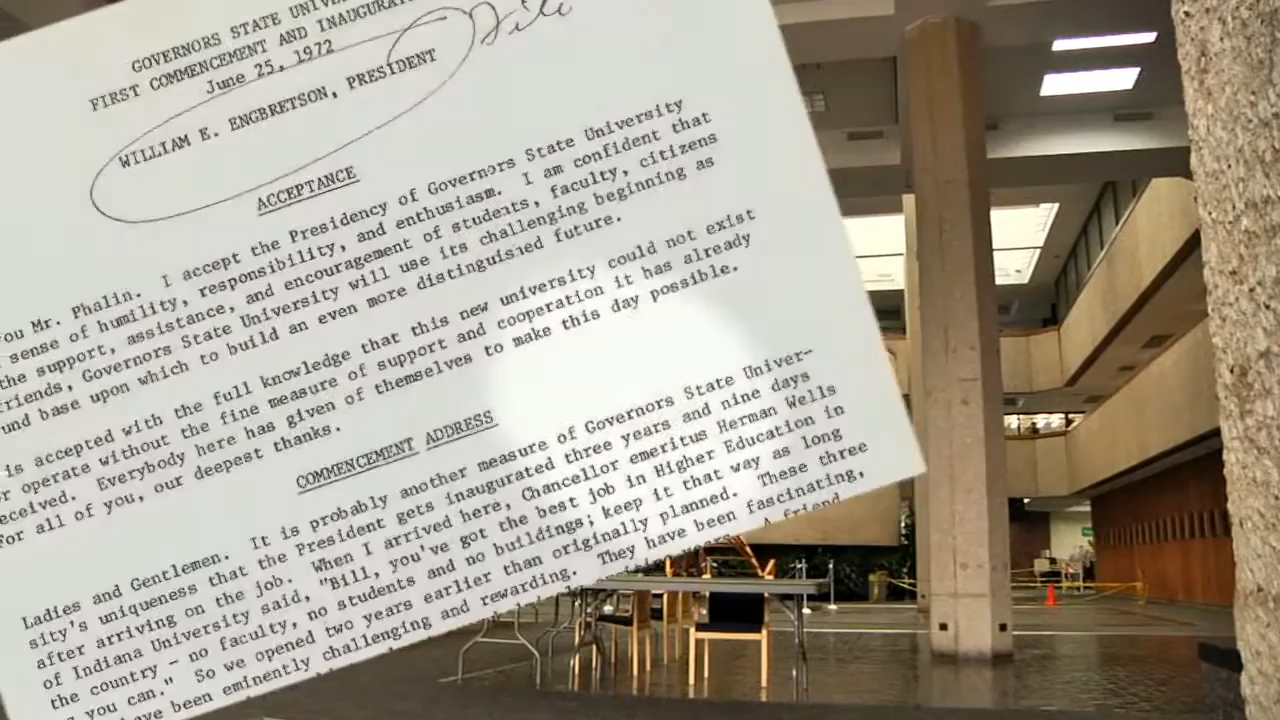 GOVERNORS STATE
FIRST COMMENCEMENT AND
June 25, 1972
File
WILLIAM E. ENGBRETSON, PRESIDENT
ACCEPTANCE
Mr. Phalin. I accept the Presidency of Governors State University
sense of humility, responsibility, and enthusiasm. I am confident that
the support, assistance, and encouragement of students, faculty, citizens
Governors State University will use its challenging beginning as
base upon which to build an even more distinguished future.
is accepted with the full knowledge that this new university could not exist
operate without the fine measure of support and cooperation it has already
Everybody here has given of themselves to make this day possible.
For all of you, our deepest thanks.
COMMENCEMENT ADDRESS
Ladies and Gentlemen. It is probably another measure of Governors State Univer-
sity's uniqueness that the President gets inaugurated three years and nine days
after arriving on the job. When I arrived here, Chancellor emeritus Herman Wells
of Indiana University said, "Bill, you've got the best job in Higher Education in
the country - no faculty, no students and no buildings; keep it that way as long
you can." So we opened two years earlier than originally planned. These three
have been eminently challenging and rewarding. They have been fascinating,
A friend